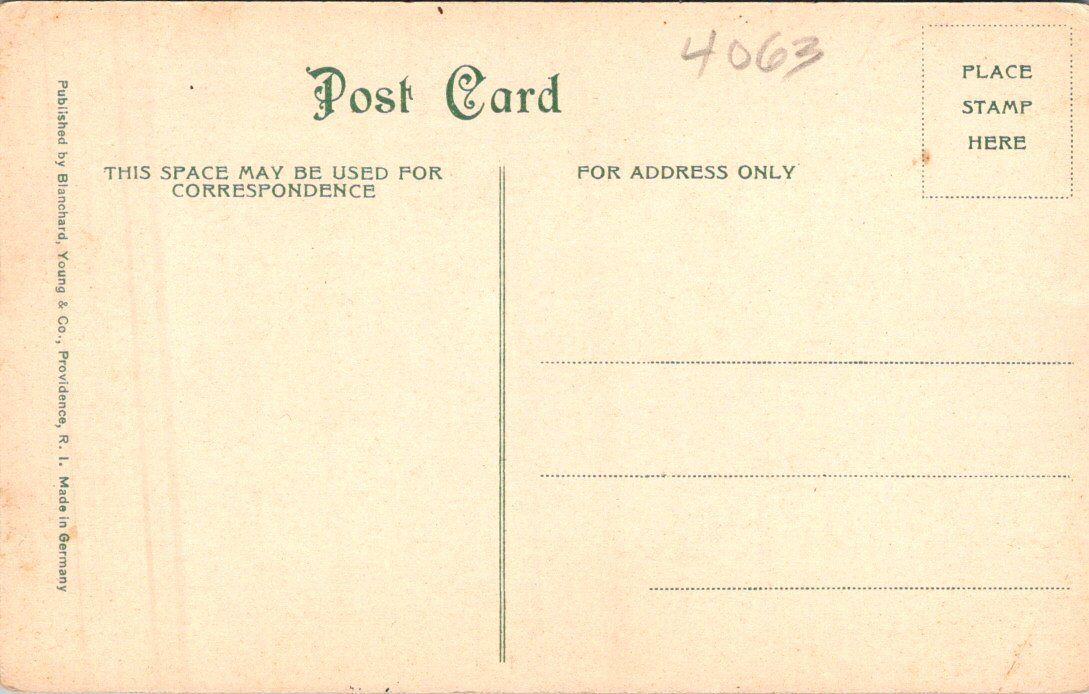 4063
Post Card
PLACE
STAMP
HERE
THIS SPACE MAY BE USED FOR
CORRESPONDENCE
FOR ADDRESS ONLY
Published by Blanchard, Young & Co., Providence, R. I. Made in Germany